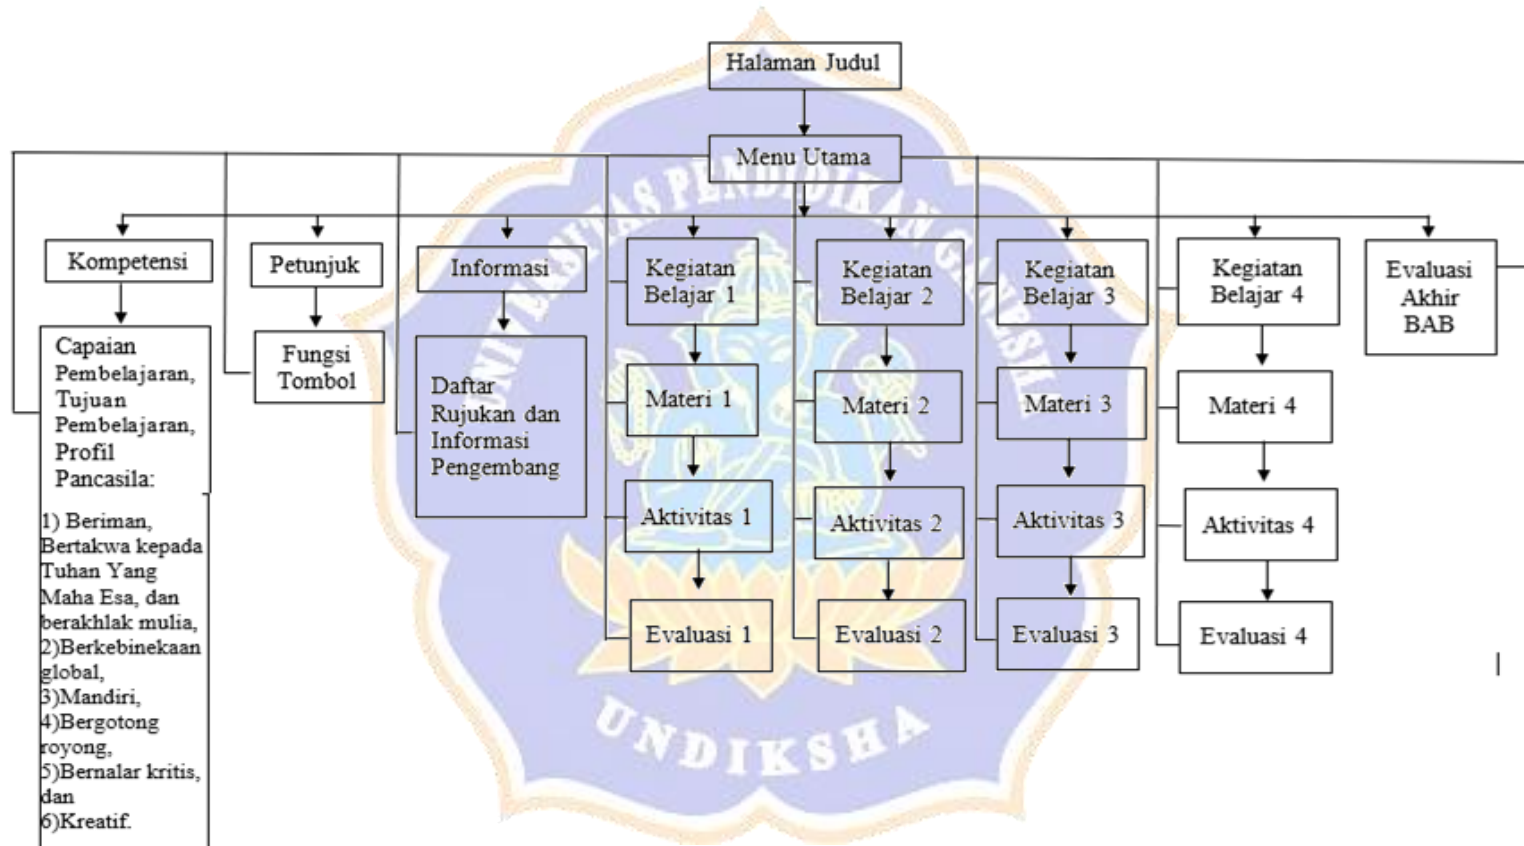 Halaman Judul
Menu Utama
Kompetensi
Petunjuk
Informasi
Kegiatan
Belajar 1
Kegiatan
Belajar 2
Kegiatan
Belajar 3
Kegiatan
Belajar 4
Evaluasi
Akhir
BAB
Capaian
Pembelajaran,
Tujuan
Pembelajaran,
Profil
Pancasila:
1) Beriman,
Bertakwa kepada
Tuhan Yang
Maha Esa, dan
berakhlak mulia,
2)Berkebinekaan
global,
3)Mandiri,
4)Bergotong
royong,
5)Bernalar kritis,
dan
6)Kreatif.
Fungsi
Tombol
Daftar
Rujukan dan
Informasi
Pengembang
Materi 1
Materi 2
Materi 3
Materi 4
Aktivitas 1
Aktivitas 2
Aktivitas 3
Aktivitas 4
Evaluasi 1
Evaluasi 2
Evaluasi 3
Evaluasi 4
UNIVERSITAS PENDIDIKAN GANESHA
UNDIKSHA